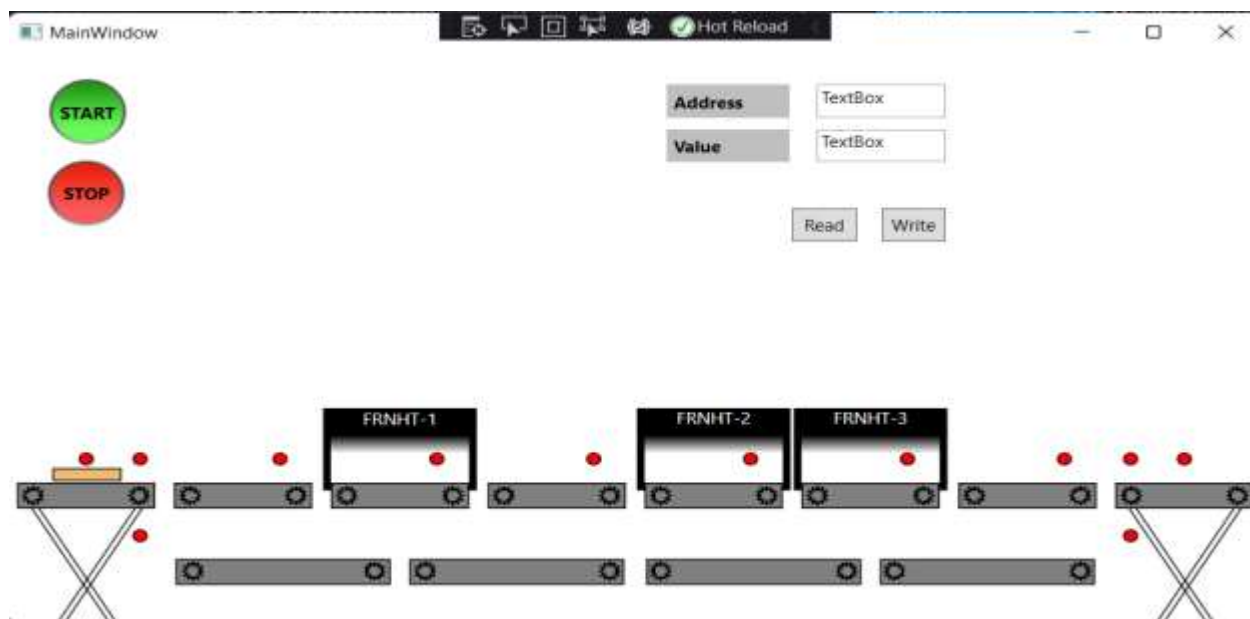 MainWindow
Hot Reload
START
STOP
Address
TextBox
Value
TextBox
Read
Write
FRNHT-1
FRNHT-2
FRNHT-3